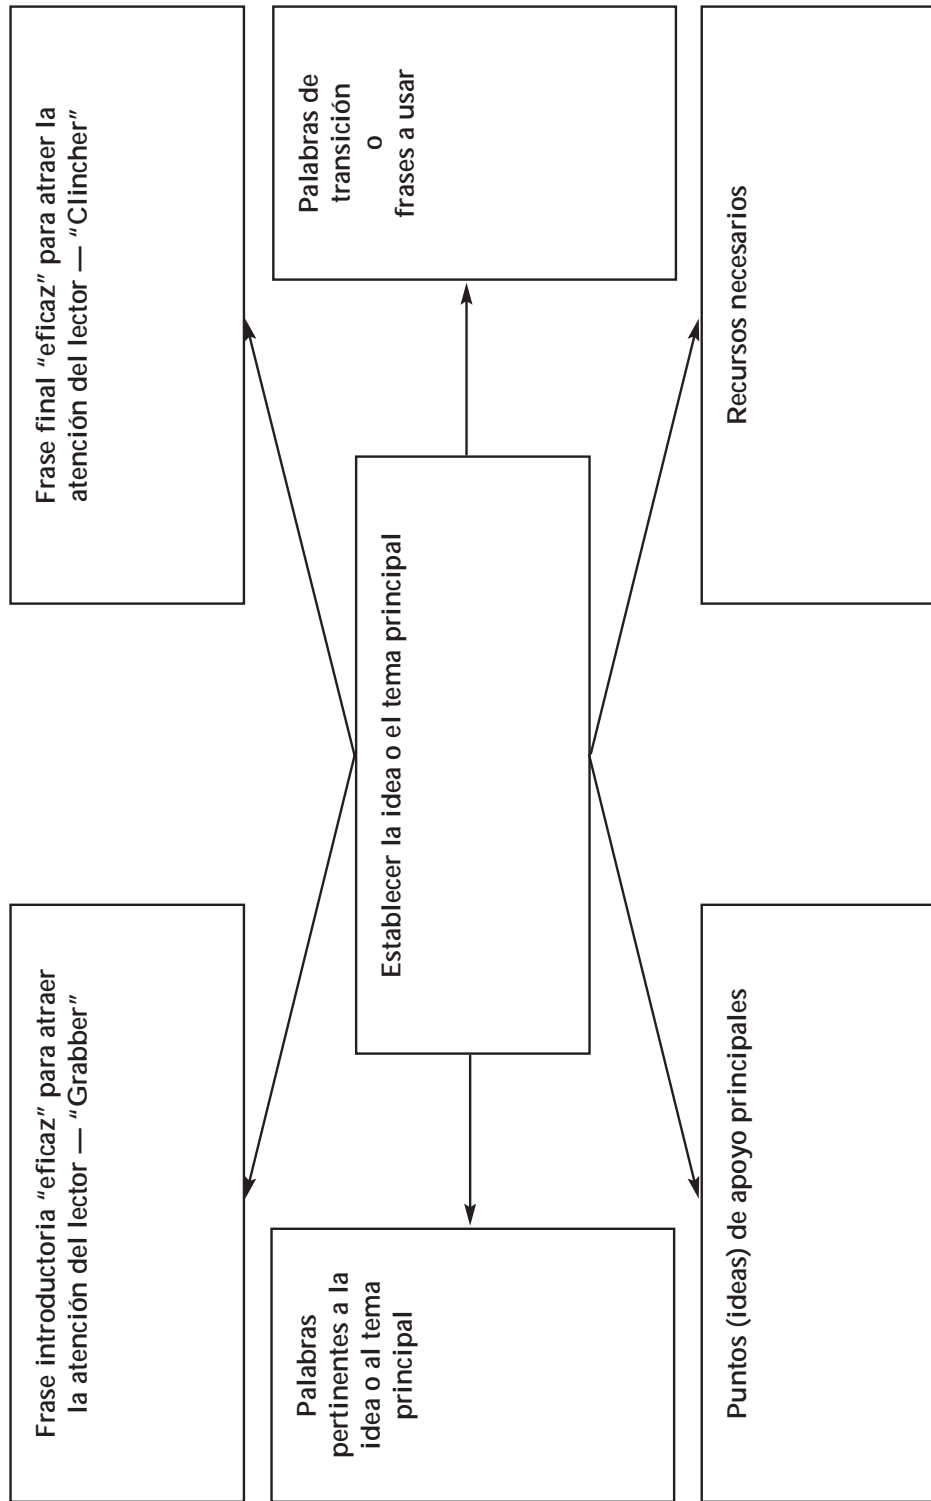 Frase introductoria “eficaz” para atraer
la atención del lector — “Grabber”
Frase final “eficaz” para atraer la
atención del lector — “Clincher”
Palabras
pertinentes a la
idea o al tema
principal
Establecer la idea o el tema principal
Palabras de
transición
o
frases a usar
Puntos (ideas) de apoyo principales
Recursos necesarios